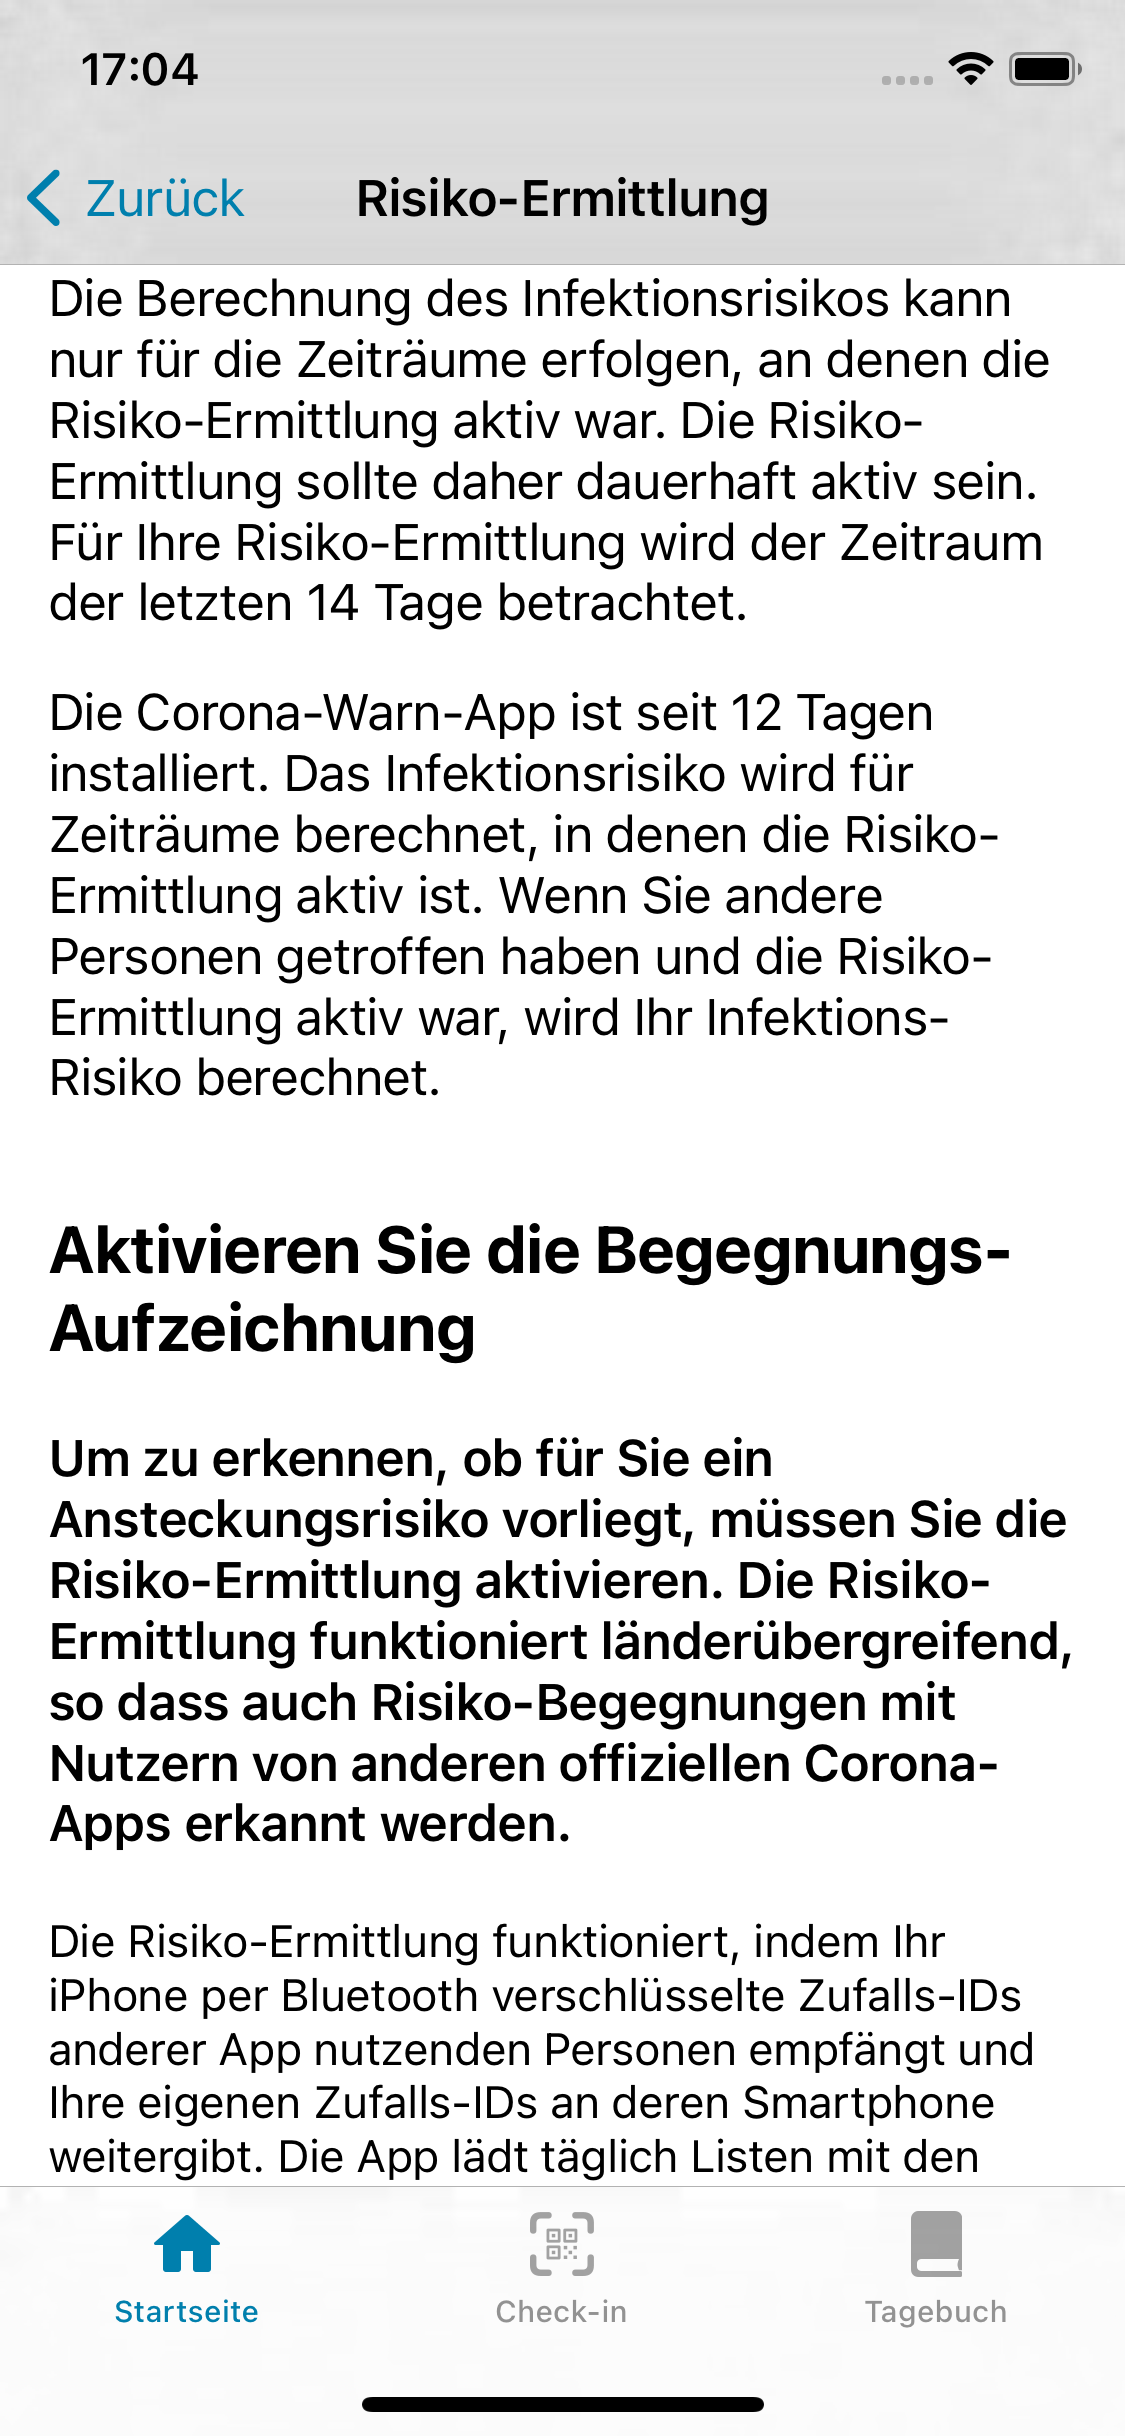 17:04
Zurück
Risiko-Ermittlung
Die Berechnung des Infektionsrisikos kann
nur für die Zeiträume erfolgen, an denen die
Risiko-Ermittlung aktiv war. Die Risiko-
Ermittlung sollte daher dauerhaft aktiv sein.
Für Ihre Risiko-Ermittlung wird der Zeitraum
der letzten 14 Tage betrachtet.
Die Corona-Warn-App ist seit 12 Tagen
installiert. Das Infektionsrisiko wird für
Zeiträume berechnet, in denen die Risiko-
Ermittlung aktiv ist. Wenn Sie andere
Personen getroffen haben und die Risiko-
Ermittlung aktiv war, wird Ihr Infektions-
Risiko berechnet.
Aktivieren Sie die Begegnungs-
Aufzeichnung
Um zu erkennen, ob für Sie ein
Ansteckungsrisiko vorliegt, müssen Sie die
Risiko-Ermittlung aktivieren. Die Risiko-
Ermittlung funktioniert länderübergreifend,
so dass auch Risiko-Begegnungen mit
Nutzern von anderen offiziellen Corona-
Apps erkannt werden.
Die Risiko-Ermittlung funktioniert, indem Ihr
iPhone per Bluetooth verschlüsselte Zufalls-IDs
anderer App nutzenden Personen empfängt und
Ihre eigenen Zufalls-IDs an deren Smartphone
weitergibt. Die App lädt täglich Listen mit den
Startseite
Check-in
Tagebuch